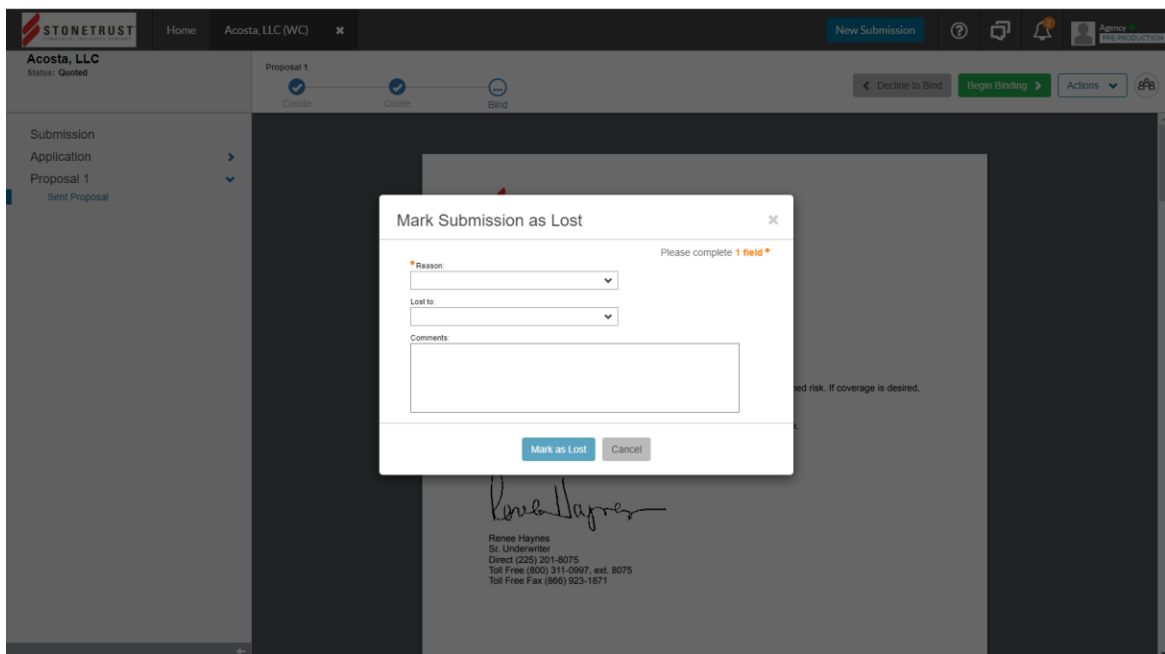 STONETRUST
COMMERCIAL INSURANCE COMPANY
Home
Acosta, LLC (WC)
New Submission
2
Agency
PRE-PRODUCTION
Acosta, LLC
Status: Quoted
Proposal 1
Create
Quote
Bind
Decline to Bind
Begin Binding
Actions
Submission
Application
Proposal 1
Sent Proposal
Mark Submission as Lost
Please complete 1 field *
* Reason:
Lost to:
Comments:
Mark as Lost
Cancel
risk. If coverage is desired,
Renee Haynes
Renee Haynes
Sr. Underwriter
Direct (225) 201-8075
Toll Free (800) 311-0997, ext. 8075
Toll Free Fax (866) 923-1871